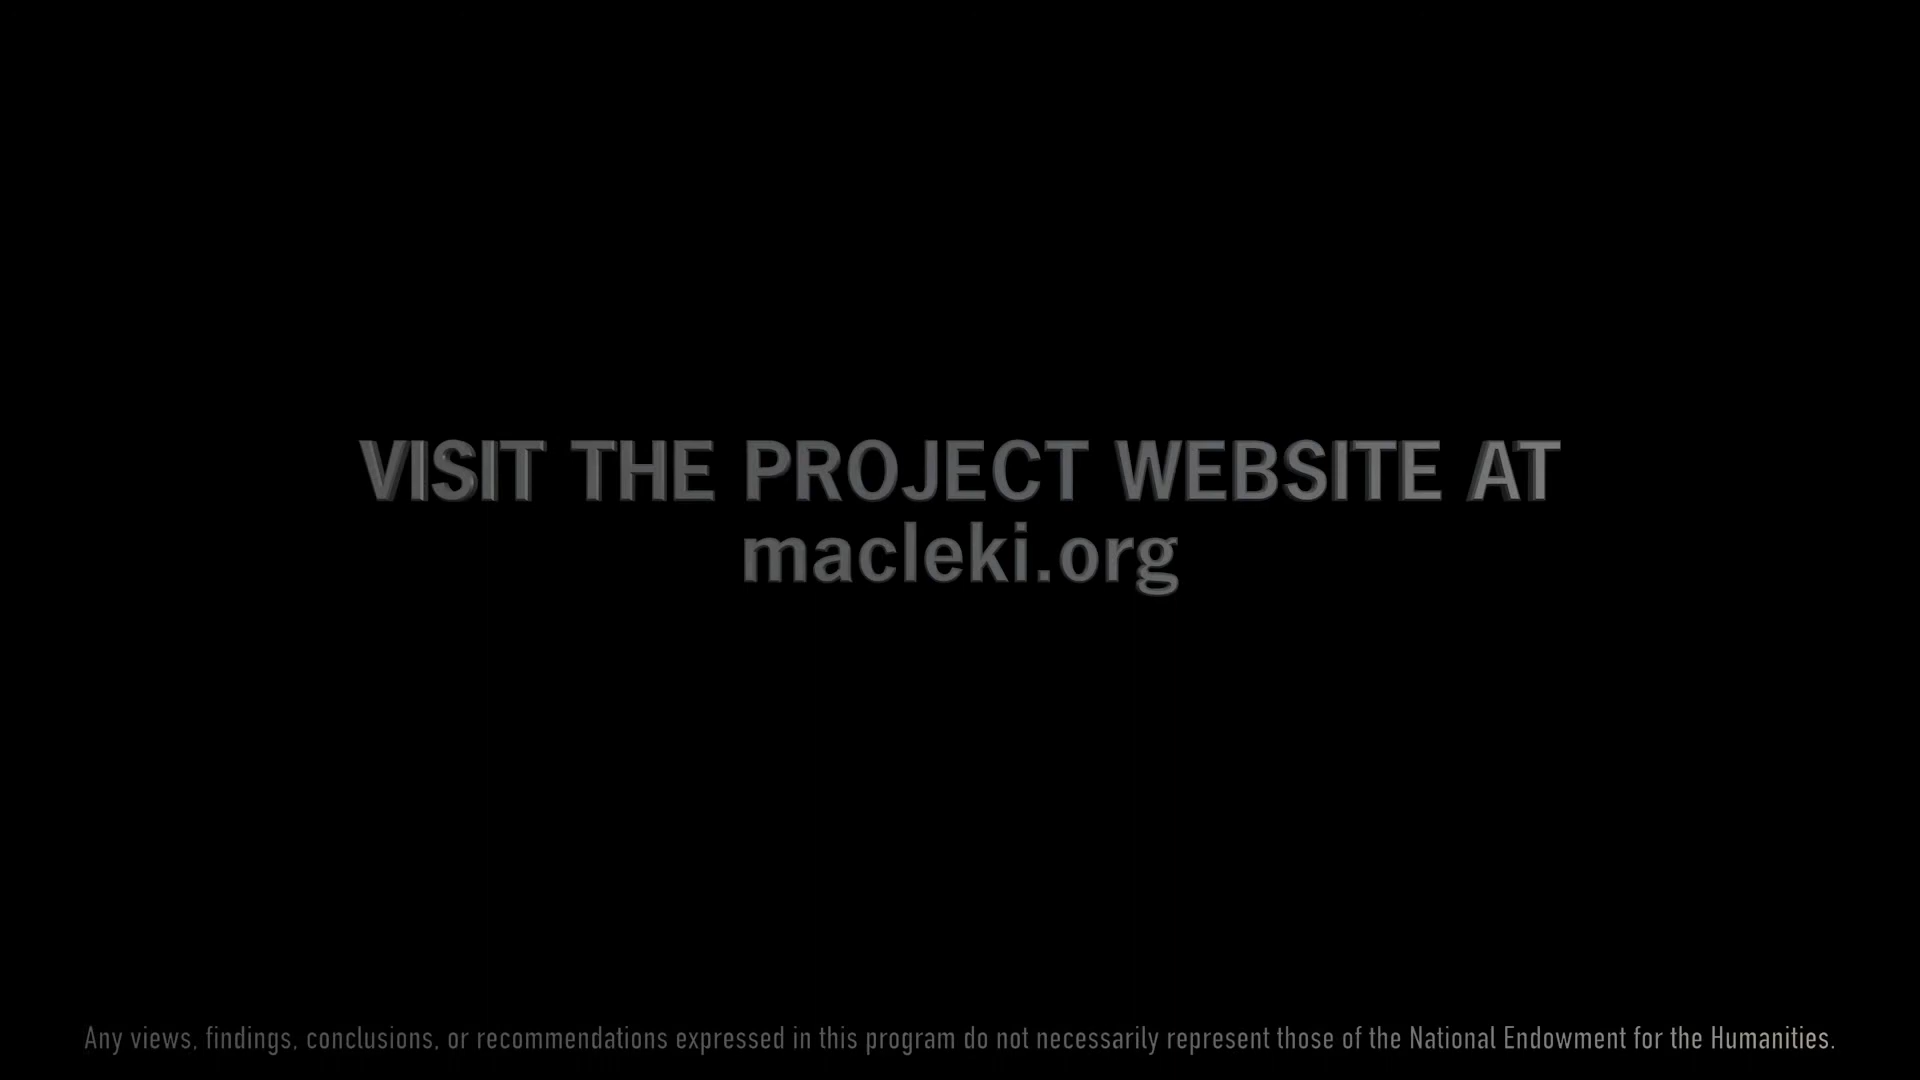 VISIT THE PROJECT WEBSITE AT
macleki.org
Any views, findings, conclusions, or recommendations expressed in this program do not necessarily represent those of the National Endowment for the Humanities.